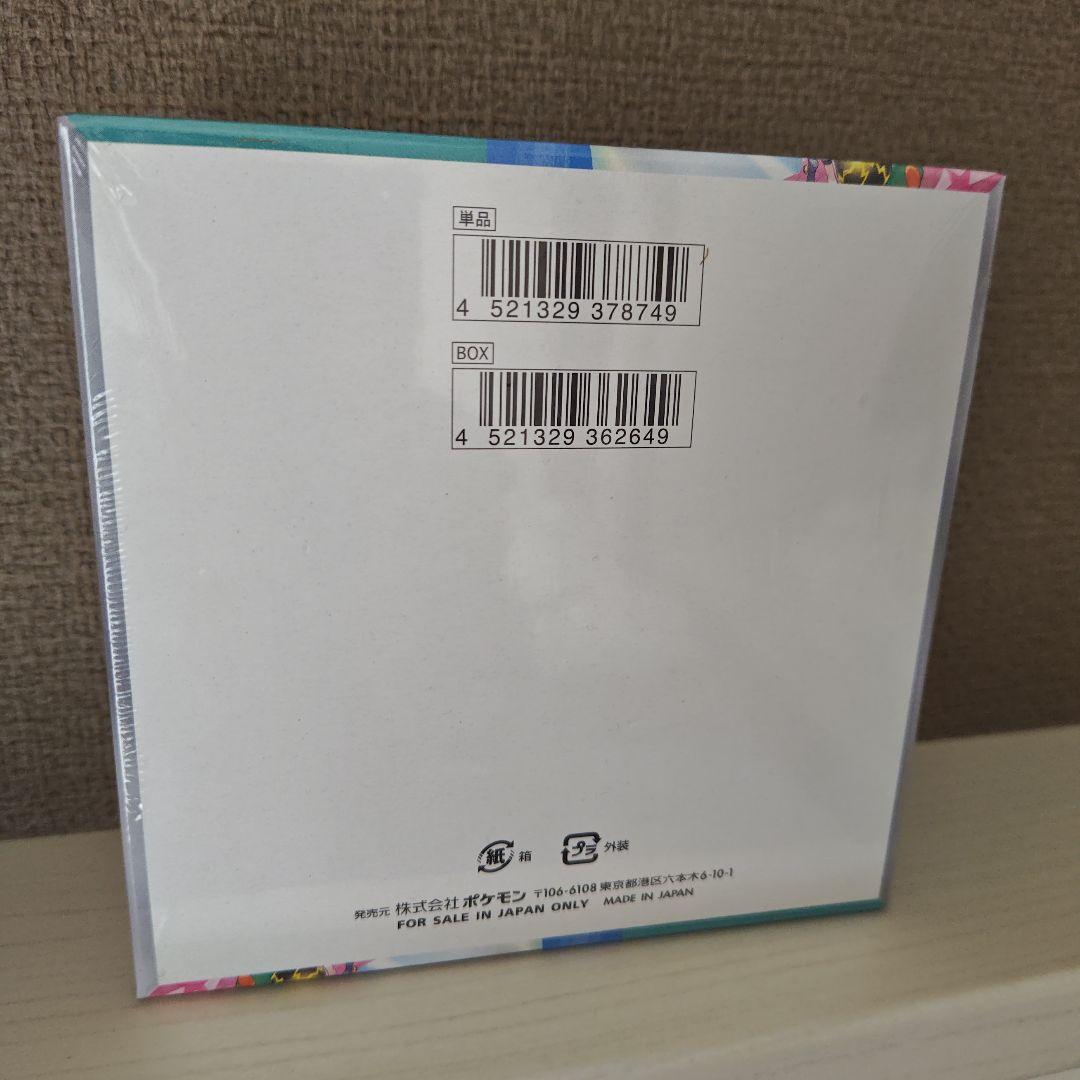 単品
4 521329 378749
BOX
4 521329 362649
紙 箱 プラ 外装
発売元 株式会社 ポケモン 〒106-6108 東京都港区六本木6-10-1
FOR SALE IN JAPAN ONLY MADE IN JAPAN